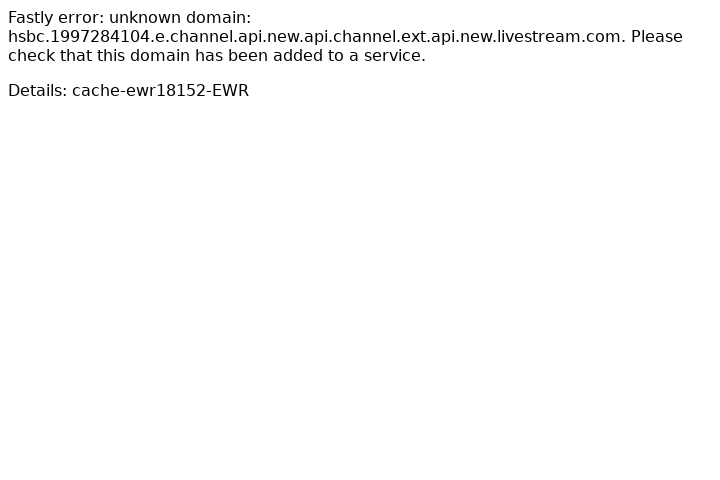 Fastly error: unknown domain:
hsbc.1997284104.e.channel.api.new.api.channel.ext.api.new.livestream.com. Please
check that this domain has been added to a service.
Details: cache-ewr18152-EWR